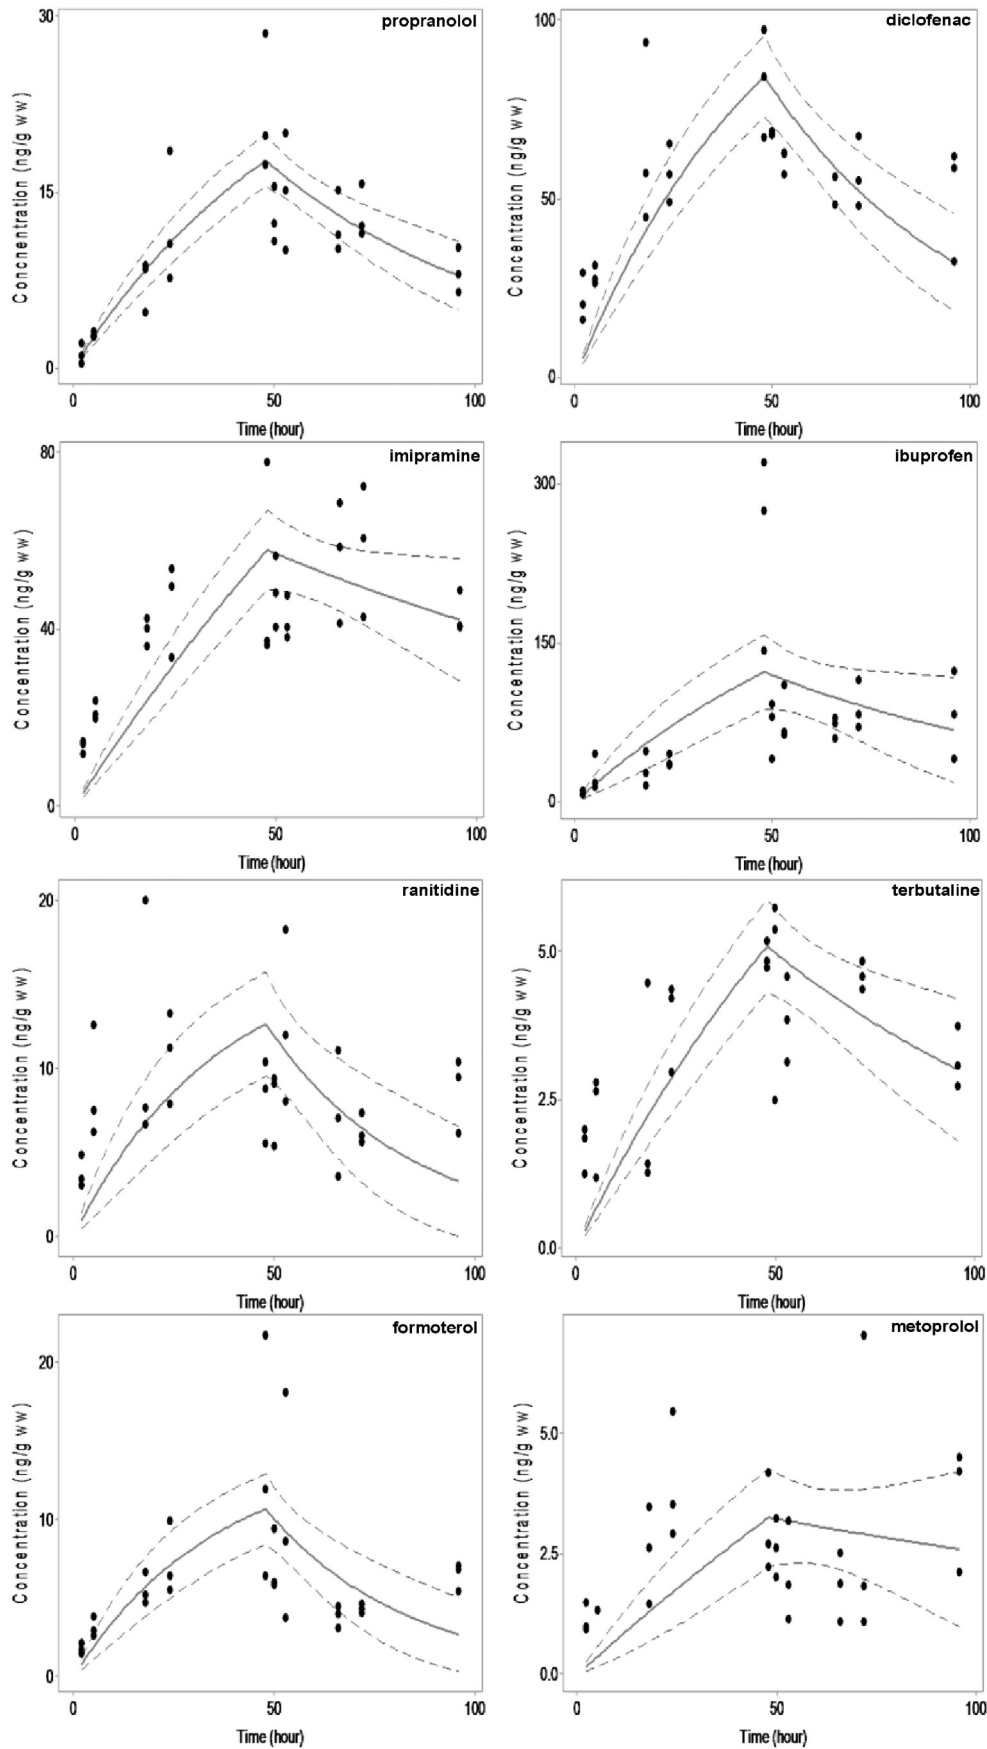 propranolol
30
15
0
Concentration (ng/g ww)
0 50 100
Time (hour)
diclofenac
100
50
0
Concentration (ng/g ww)
0 50 100
Time (hour)
imipramine
80
40
0
Concentration (ng/g ww)
0 50 100
Time (hour)
ibuprofen
300
150
0
Concentration (ng/g ww)
0 50 100
Time (hour)
ranitidine
20
10
0
Concentration (ng/g ww)
0 50 100
Time (hour)
terbutaline
5.0
2.5
0.0
Concentration (ng/g ww)
0 50 100
Time (hour)
formoterol
20
10
0
Concentration (ng/g ww)
0 50 100
Time (hour)
metoprolol
5.0
2.5
0.0
Concentration (ng/g ww)
0 50 100
Time (hour)